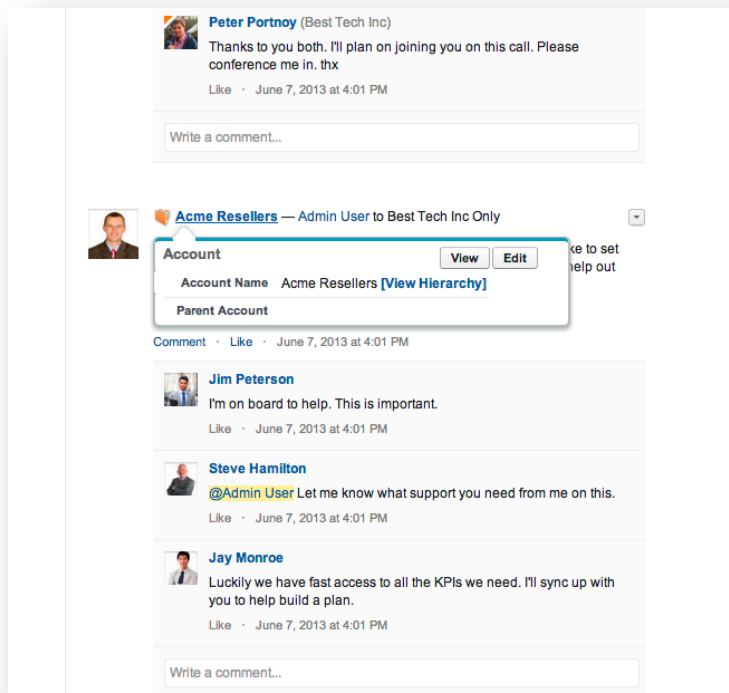 Peter Portnoy (Best Tech Inc)
Thanks to you both. I'll plan on joining you on this call. Please
conference me in. thx
Like · June 7, 2013 at 4:01 PM
Write a comment...
Acme Resellers — Admin User to Best Tech Inc Only
ke to set
Account View Edit
elp out
Account Name Acme Resellers [View Hierarchy]
Parent Account
Comment · Like · June 7, 2013 at 4:01 PM
Jim Peterson
I'm on board to help. This is important.
Like · June 7, 2013 at 4:01 PM
Steve Hamilton
@Admin User Let me know what support you need from me on this.
Like · June 7, 2013 at 4:01 PM
Jay Monroe
Luckily we have fast access to all the KPIs we need. I'll sync up with
you to help build a plan.
Like · June 7, 2013 at 4:01 PM
Write a comment...